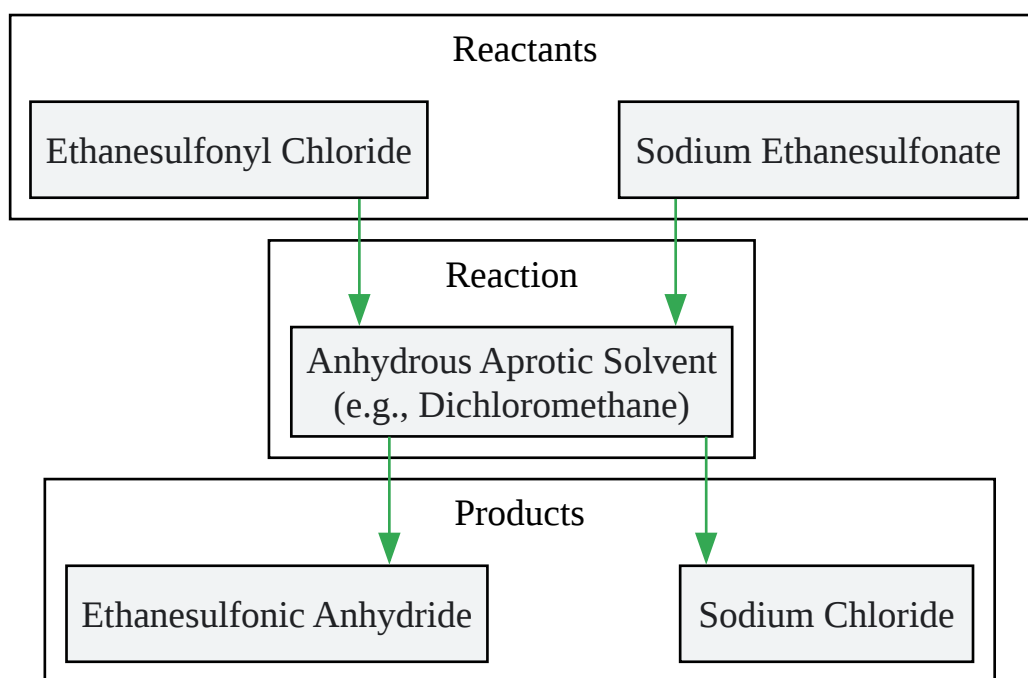 Reactants
Ethanesulfonyl Chloride
Sodium Ethanesulfonate
Reaction
Anhydrous Aprotic Solvent
(e.g., Dichloromethane)
Products
Ethanesulfonic Anhydride
Sodium Chloride